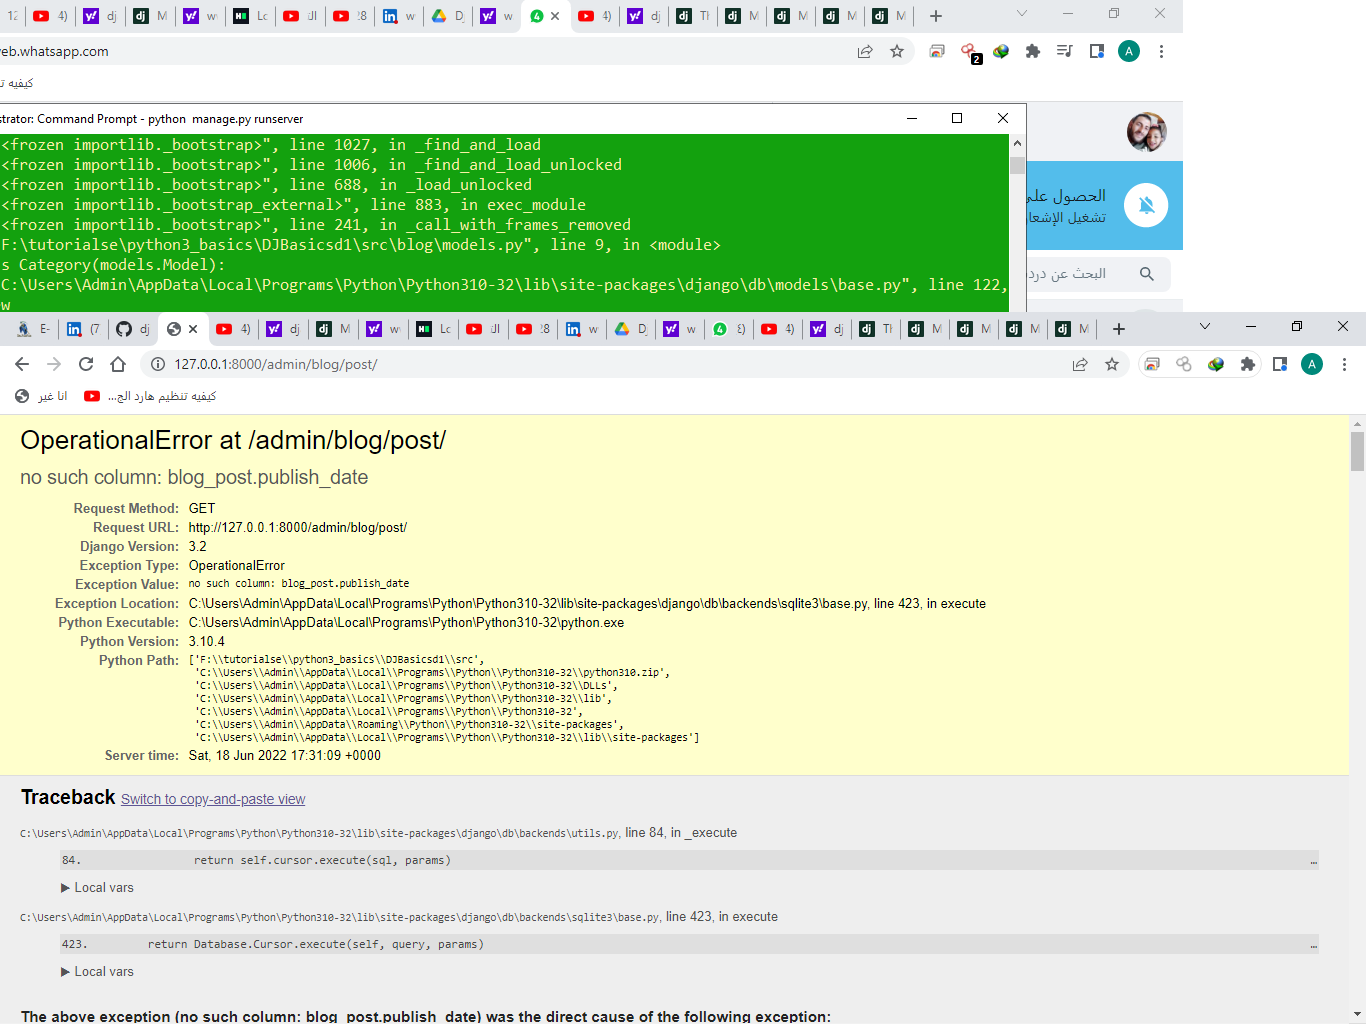 4)
dj
M
w
Lo
:8
w
D
w
4)
dj
Th
M
M
M
M
eb.whatsapp.com
2
A
كيفيه ت
strator: Command Prompt - python  manage.py runserver
<frozen importlib._bootstrap>", line 1027, in _find_and_load
<frozen importlib._bootstrap>", line 1006, in _find_and_load_unlocked
<frozen importlib._bootstrap>", line 688, in _load_unlocked
<frozen importlib._bootstrap_external>", line 883, in exec_module
<frozen importlib._bootstrap>", line 241, in _call_with_frames_removed
F:\tutorialse\python3_basics\DJBasicsd1\src\blog\models.py", line 9, in <module>
s Category(models.Model):
C:\Users\Admin\AppData\Local\Programs\Python\Python310-32\lib\site-packages\django\db\models\base.py", line 122,
w
الحصول على
تشغيل الإشعار
البحث عن درد
E-
(7
dj
4)
dj
M
w
Lo
:8
w
D
w
4)
dj
Th
M
M
M
M
127.0.0.1:8000/admin/blog/post/
A
انا غير
كيفيه تنظيم هارد الج...
OperationalError at /admin/blog/post/
no such column: blog_post.publish_date
Request Method: GET
Request URL: http://127.0.0.1:8000/admin/blog/post/
Django Version: 3.2
Exception Type: OperationalError
Exception Value: no such column: blog_post.publish_date
Exception Location: C:\Users\Admin\AppData\Local\Programs\Python\Python310-32\lib\site-packages\django\db\backends\sqlite3\base.py, line 423, in execute
Python Executable: C:\Users\Admin\AppData\Local\Programs\Python\Python310-32\python.exe
Python Version: 3.10.4
Python Path: ['F:\\tutorialse\\python3_basics\\DJBasicsd1\\src',
'C:\\Users\\Admin\\AppData\\Local\\Programs\\Python\\Python310-32\\python310.zip',
'C:\\Users\\Admin\\AppData\\Local\\Programs\\Python\\Python310-32\\DLLs',
'C:\\Users\\Admin\\AppData\\Local\\Programs\\Python\\Python310-32\\lib',
'C:\\Users\\Admin\\AppData\\Local\\Programs\\Python\\Python310-32',
'C:\\Users\\Admin\\AppData\\Roaming\\Python\\Python310-32\\site-packages',
'C:\\Users\\Admin\\AppData\\Local\\Programs\\Python\\Python310-32\\lib\\site-packages']
Server time: Sat, 18 Jun 2022 17:31:09 +0000
Traceback Switch to copy-and-paste view
C:\Users\Admin\AppData\Local\Programs\Python\Python310-32\lib\site-packages\django\db\backends\utils.py, line 84, in _execute
84. return self.cursor.execute(sql, params) …
▶ Local vars
C:\Users\Admin\AppData\Local\Programs\Python\Python310-32\lib\site-packages\django\db\backends\sqlite3\base.py, line 423, in execute
423. return Database.Cursor.execute(self, query, params) …
▶ Local vars
The above exception (no such column: blog_post.publish_date) was the direct cause of the following exception: